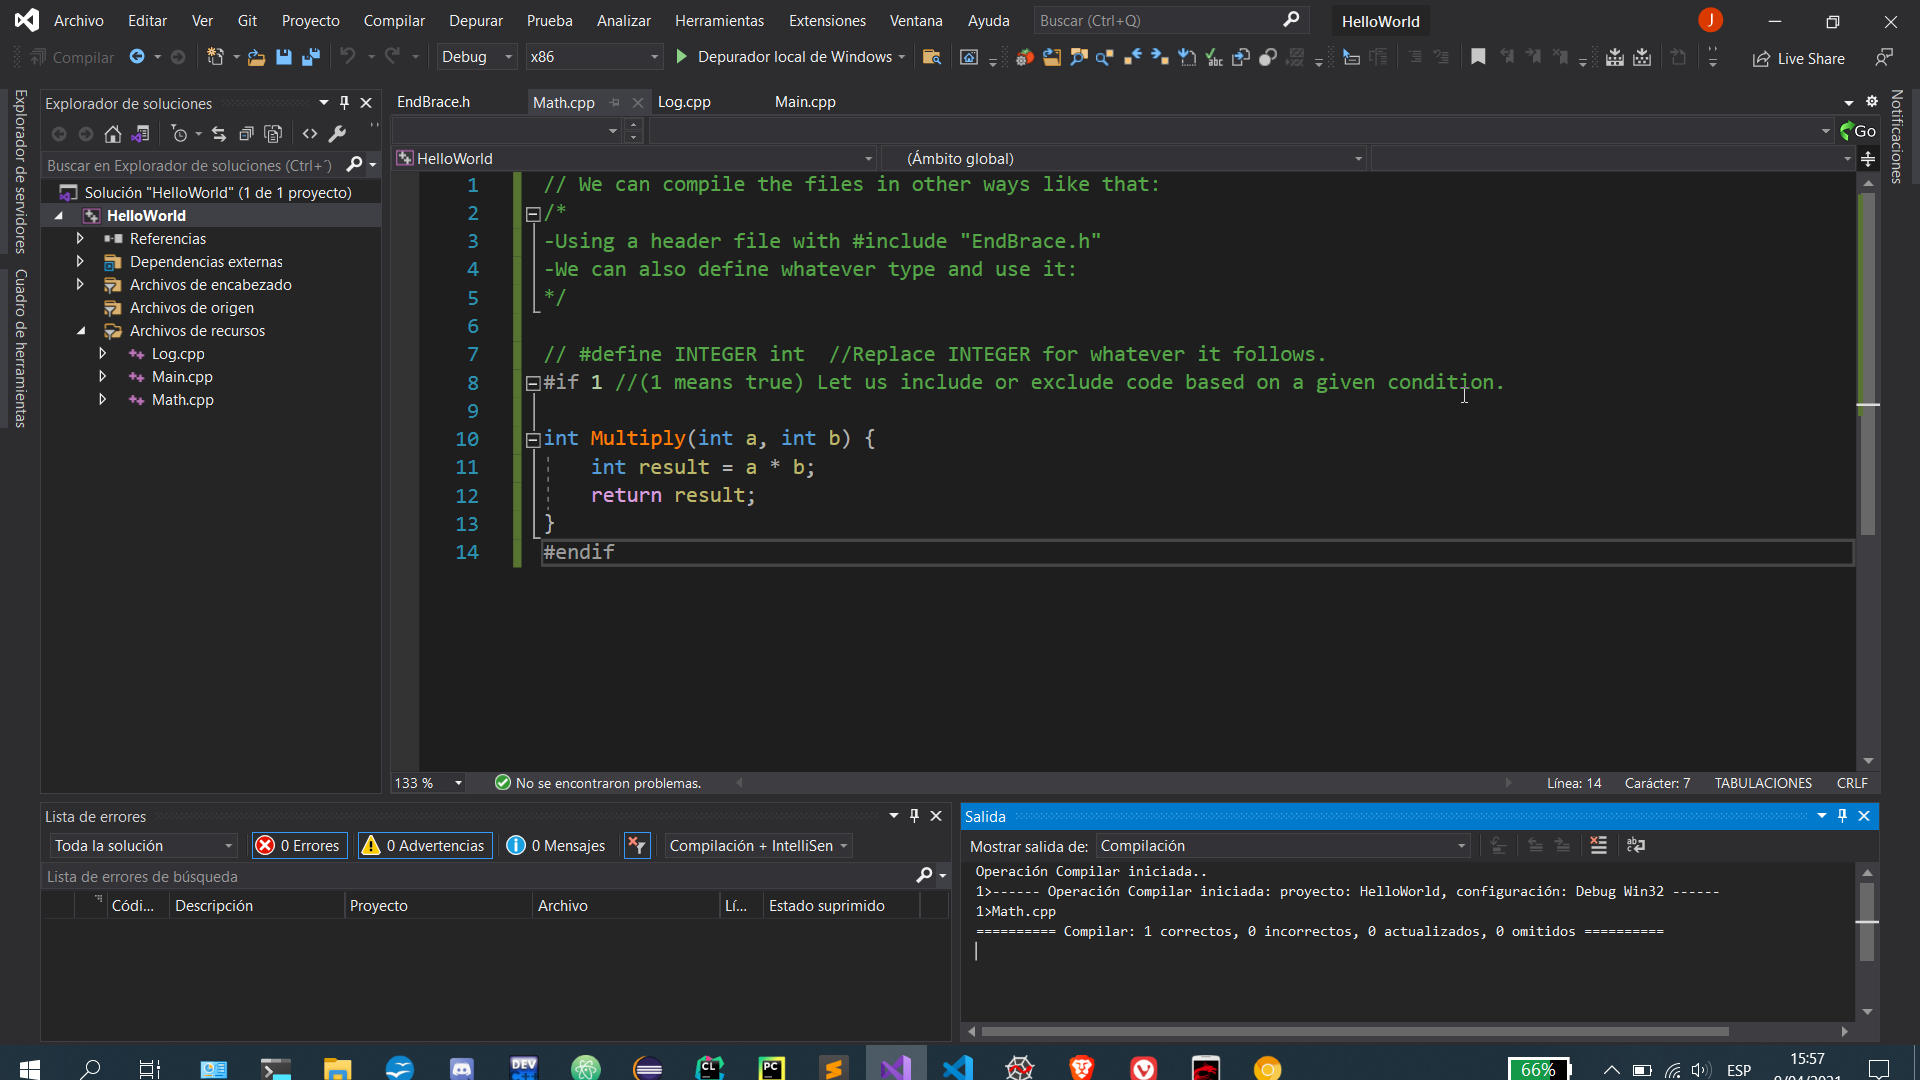 Archivo Editar Ver Git Proyecto Compilar Depurar Prueba Analizar Herramientas Extensiones Ventana Ayuda Buscar (Ctrl+Q) HelloWorld J
Compilar Debug x86 Depurador local de Windows Live Share
Explorador de servidores
Cuadro de herramientas
Explorador de soluciones
Buscar en Explorador de soluciones (Ctrl+
Solución "HelloWorld" (1 de 1 proyecto)
HelloWorld
Referencias
Dependencias externas
Archivos de encabezado
Archivos de origen
Archivos de recursos
Log.cpp
Main.cpp
Math.cpp
EndBrace.h Math.cpp Log.cpp Main.cpp
Go
HelloWorld (Ámbito global)
Notificaciones
1 // We can compile the files in other ways like that:
2 /*
3 -Using a header file with #include "EndBrace.h"
4 -We can also define whatever type and use it:
5 */
6
7 // #define INTEGER int //Replace INTEGER for whatever it follows.
8 #if 1 //(1 means true) Let us include or exclude code based on a given condition.
9
10 int Multiply(int a, int b) {
11 int result = a * b;
12 return result;
13 }
14 #endif
133 % No se encontraron problemas. Línea: 14 Carácter: 7 TABULACIONES CRLF
Lista de errores
Toda la solución 0 Errores 0 Advertencias 0 Mensajes Compilación + IntelliSen
Lista de errores de búsqueda
Códi... Descripción Proyecto Archivo Lí... Estado suprimido
Salida
Mostrar salida de: Compilación
Operación Compilar iniciada..
1>------ Operación Compilar iniciada: proyecto: HelloWorld, configuración: Debug Win32 ------
1>Math.cpp
========== Compilar: 1 correctos, 0 incorrectos, 0 actualizados, 0 omitidos ==========
DEV CL PC 66% ESP 15:57